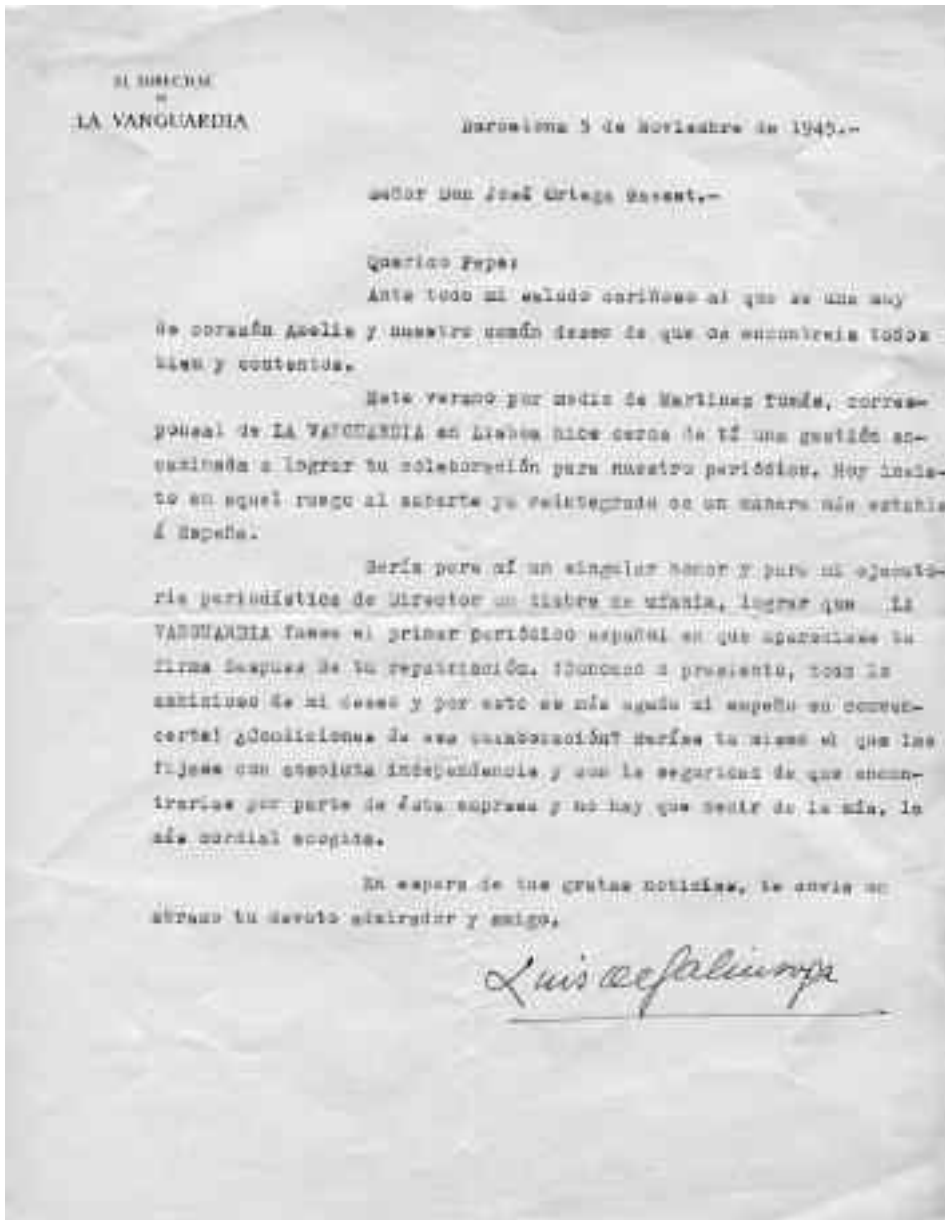 EL DIRECTOR
DE
LA VANGUARDIA
Barcelona 5 de Noviembre de 1945.-
Señor Don José Ortega Gasset.-
Querido Pepe:
Ante todo mi saludo cariñoso al que se une muy
de corazón Amelia y nuestro común deseo de que os encontreis todos
bien y contentos.
Este verano por medio de Martinez Tomás, corres-
ponsal de LA VANGUARDIA en Lisboa hice cerca de tí una gestión en-
caminada a lograr tu colaboración para nuestro periódico. Hoy insis-
to en aquel ruego al saberte ya reintegrado de un manera más estable
á España.
Sería para mí un singular honor y para mi ejecuto-
ria periodística de Director un timbre de ufanía, lograr que LA
VANGUARDIA fuese el primer periódico español en que apareciese tu
firma despues de tu repatriación. ¡Conozco o presiento, todo lo
ambicioso de mi deseo y por esto es más agudo mi empeño en conven-
certe! ¿Condiciones de esa colaboración? Serías tu mismo el que las
fijase con absoluta independencia y con la seguridad de que encon-
trarías por parte de ésta empresa y no hay que decir de la mía, la
más cordial acogida.
En espera de tus gratas noticias, te envia un
abrazo tu devoto admirador y amigo,
Luis de Galinsoga